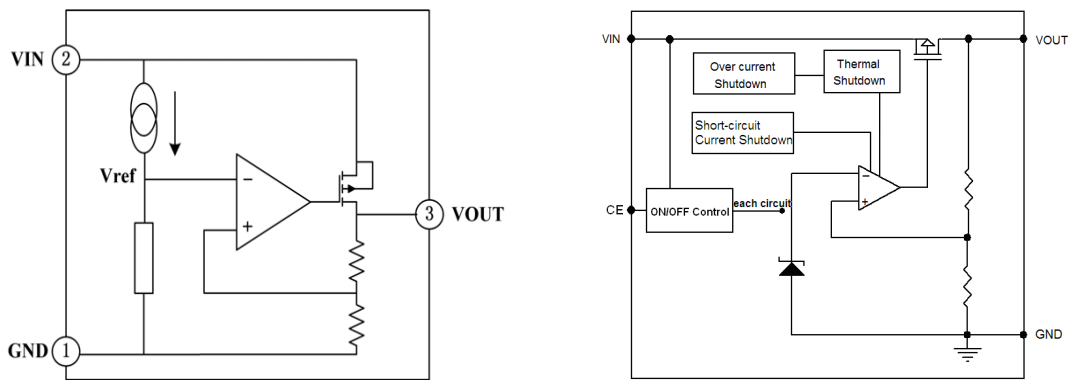 VIN 2
Vref
−
+
3 VOUT
GND 1
VIN
VOUT
Over current
Shutdown
Thermal
Shutdown
Short-circuit
Current Shutdown
−
+
CE
ON/OFF Control
each circuit
GND